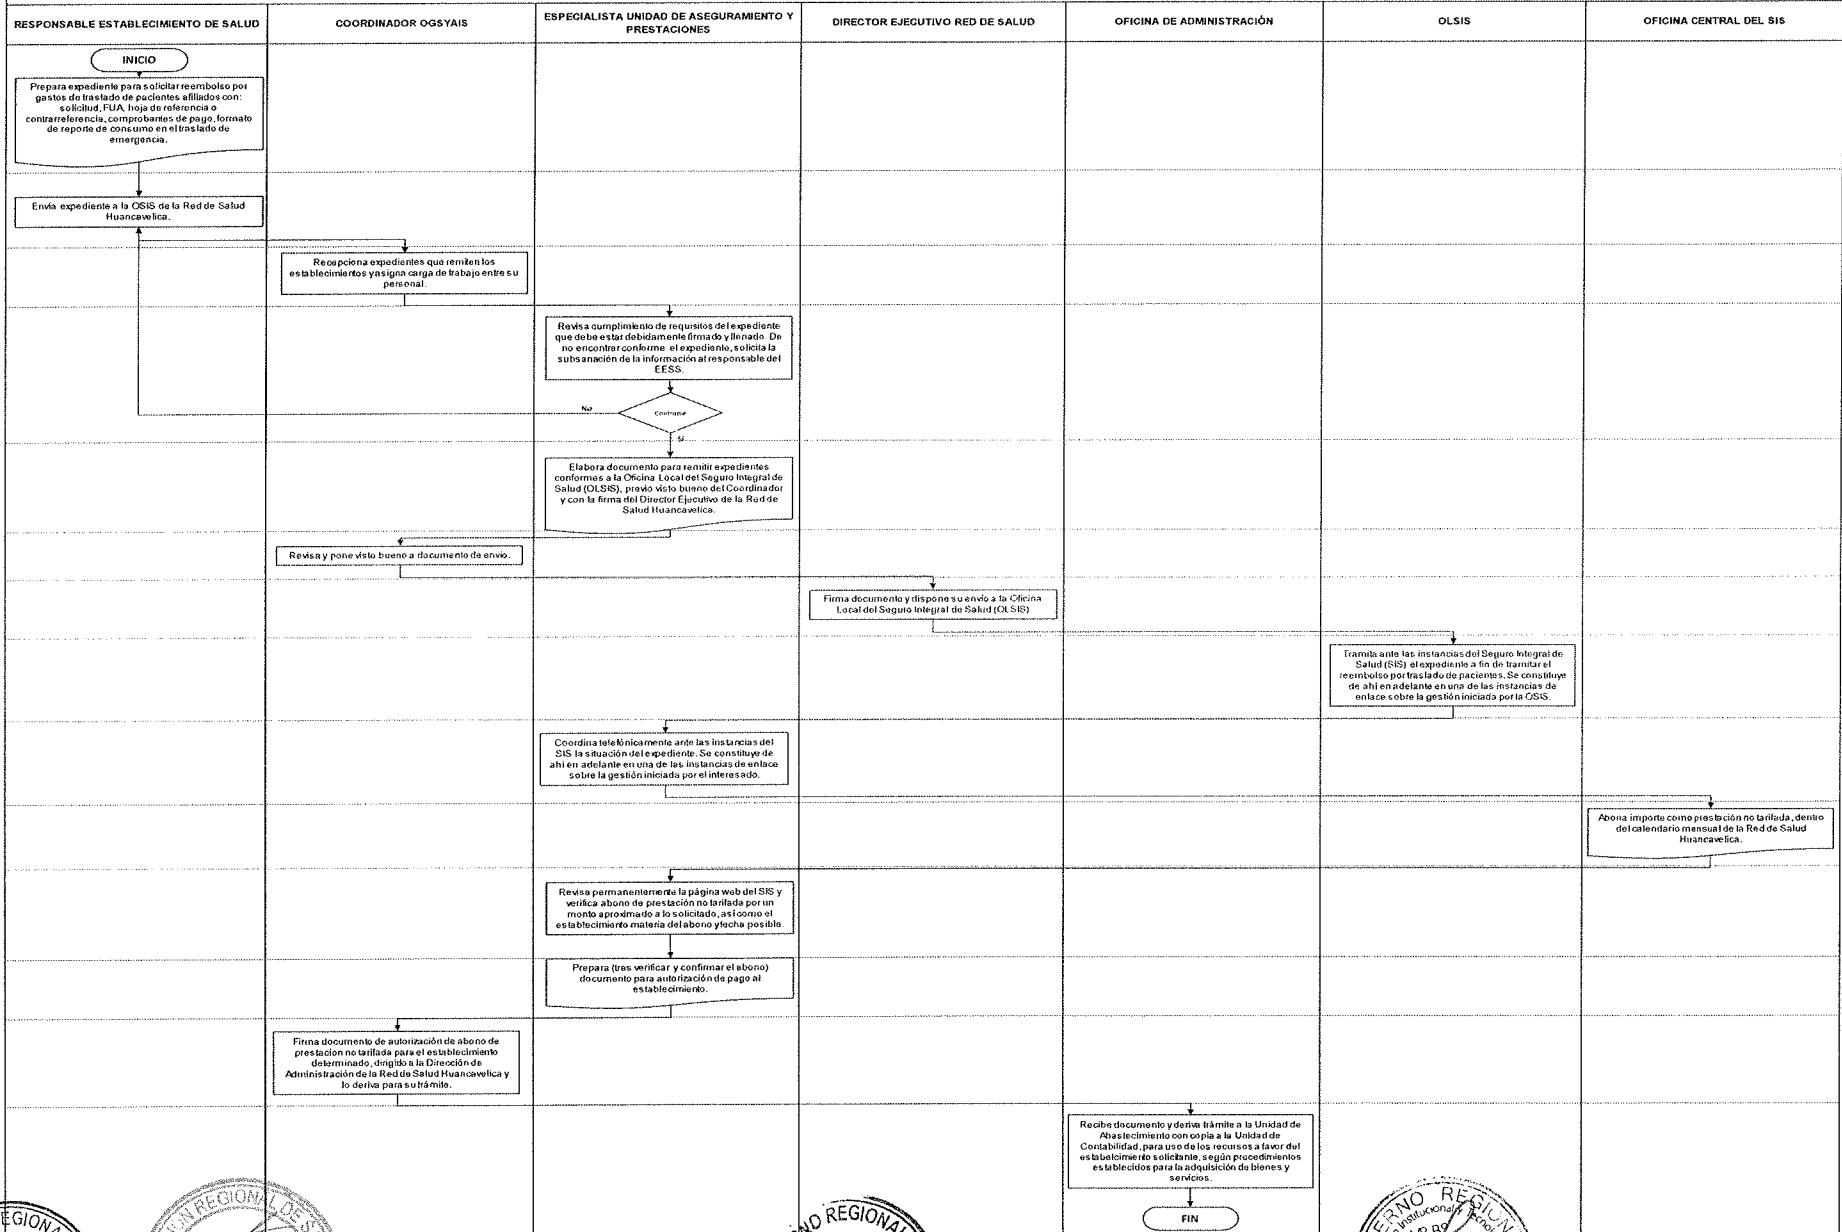 RESPONSABLE ESTABLECIMIENTO DE SALUD
COORDINADOR OGSYAIS
ESPECIALISTA UNIDAD DE ASEGURAMIENTO Y
PRESTACIONES
DIRECTOR EJECUTIVO RED DE SALUD
OFICINA DE ADMINISTRACIÓN
OLSIS
OFICINA CENTRAL DEL SIS
INICIO
Prepara expediente para solicitar reembolso por
gastos de traslado de pacientes afiliados con:
solicitud, FUA, hoja de referencia o
contrarreferencia, comprobantes de pago, formato
de reporte de consumo en el traslado de
emergencia.
Envía expediente a la OSIS de la Red de Salud
Huancavelica.
Recepciona expedientes que remiten los
establecimientos y asigna carga de trabajo entre su
personal.
Revisa cumplimiento de requisitos del expediente
que debe estar debidamente firmado y llenado. De
no encontrar conforme el expediente, solicita la
subsanación de la información al responsable del
EESS.
No
Conforme
Si
Elabora documento para remitir expedientes
conformes a la Oficina Local del Seguro Integral de
Salud (OLSIS), previo visto bueno del Coordinador
y con la firma del Director Ejecutivo de la Red de
Salud Huancavelica.
Revisa y pone visto bueno a documento de envío.
Firma documento y dispone su envío a la Oficina
Local del Seguro Integral de Salud (OLSIS)
Tramita ante las instancias del Seguro Integral de
Salud (SIS) el expediente a fin de tramitar el
reembolso por traslado de pacientes. Se constituye
de ahí en adelante en una de las instancias de
enlace sobre la gestión iniciada por la OSIS.
Coordina telefónicamente ante las instancias del
SIS la situación del expediente. Se constituye de
ahí en adelante en una de las instancias de enlace
sobre la gestión iniciada por el interesado.
Abona importe como prestación no tarifada, dentro
del calendario mensual de la Red de Salud
Huancavelica.
Revisa permanentemente la página web del SIS y
verifica abono de prestación no tarifada por un
monto aproximado a lo solicitado, así como el
establecimiento materia del abono y fecha posible.
Prepara (tras verificar y confirmar el abono)
documento para autorización de pago al
establecimiento.
Firma documento de autorización de abono de
prestacion no tarifada para el establecimiento
determinado, dirigido a la Dirección de
Administración de la Red de Salud Huancavelica y
lo deriva para su trámite.
Recibe documento y deriva trámite a la Unidad de
Abastecimiento con copia a la Unidad de
Contabilidad, para uso de los recursos a favor del
estabelcimiento solicitante, según procedimientos
establecidos para la adquisición de bienes y
servicios.
FIN
REGIONAL DE
REGIONAL